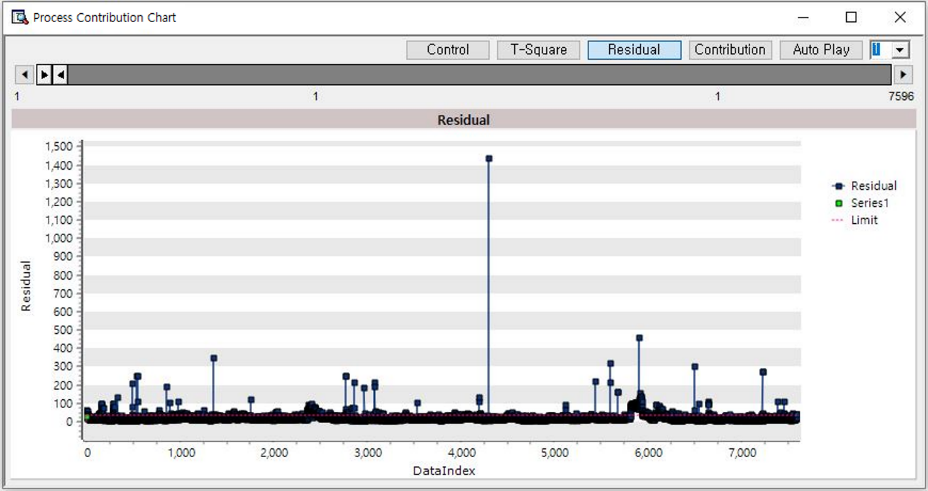 Process Contribution Chart
Control T-Square Residual Contribution Auto Play 1
1 1 1 7596
Residual
1,500
1,400
1,300
1,200
1,100
1,000
900
800
700
600
500
400
300
200
100
0
Residual
Residual
Series1
Limit
0 1,000 2,000 3,000 4,000 5,000 6,000 7,000
DataIndex